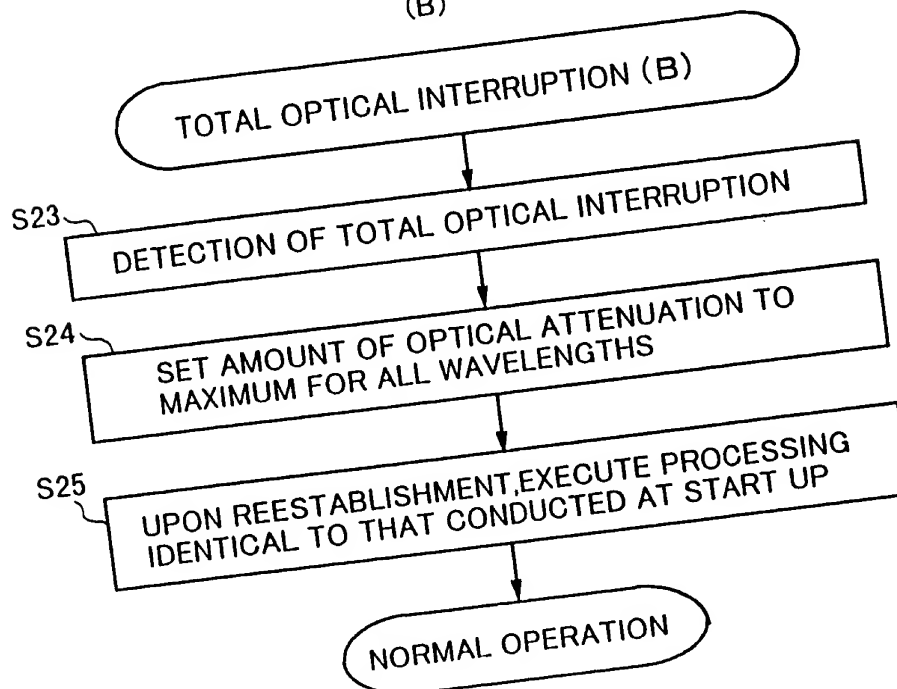 (B)
TOTAL OPTICAL INTERRUPTION (B)
S23
DETECTION OF TOTAL OPTICAL INTERRUPTION
S24
SET AMOUNT OF OPTICAL ATTENUATION TO
MAXIMUM FOR ALL WAVELENGTHS
S25
UPON REESTABLISHMENT,EXECUTE PROCESSING
IDENTICAL TO THAT CONDUCTED AT START UP
NORMAL OPERATION